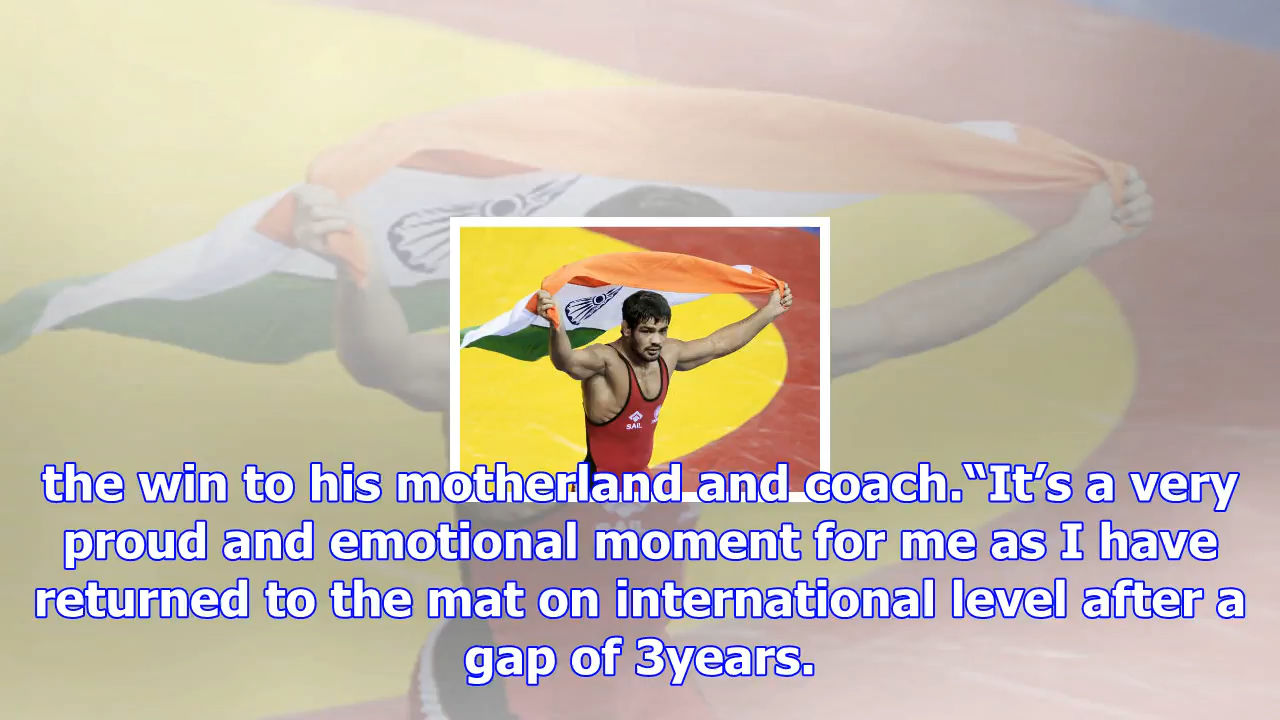 SAIL
the win to his motherland and coach.“It’s a very
proud and emotional moment for me as I have
returned to the mat on international level after a
gap of 3years.